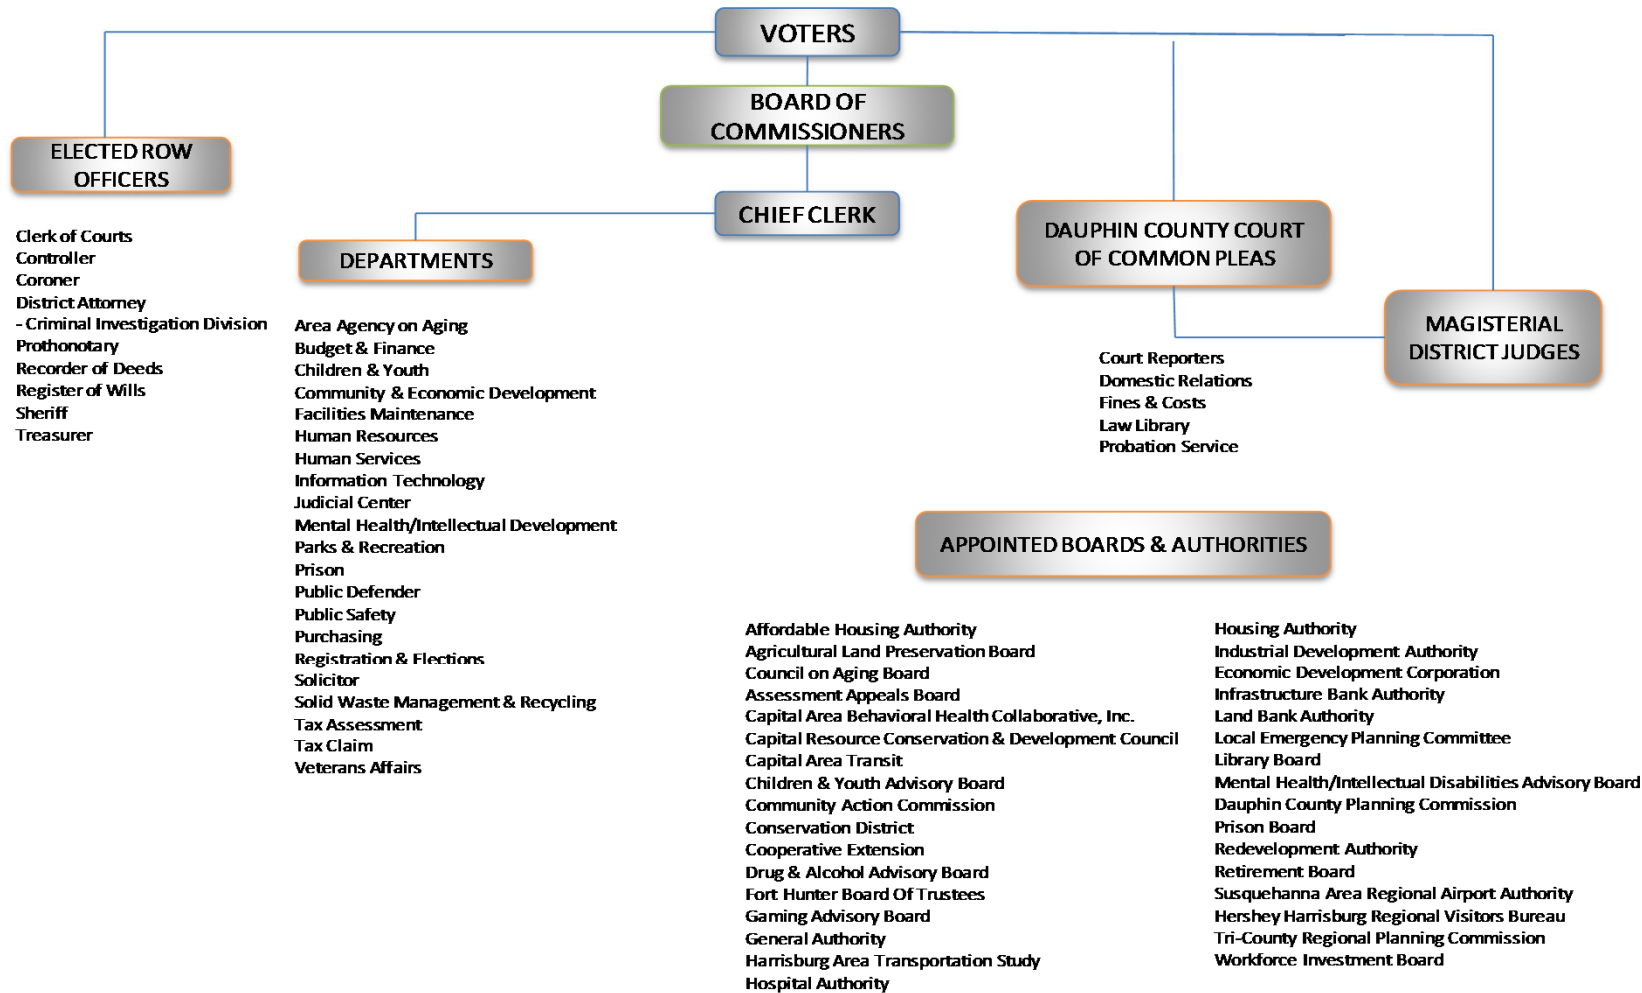 VOTERS
BOARD OF
COMMISSIONERS
ELECTED ROW
OFFICERS
CHIEF CLERK
DEPARTMENTS
DAUPHIN COUNTY COURT
OF COMMON PLEAS
MAGISTERIAL
DISTRICT JUDGES
Clerk of Courts
Controller
Coroner
District Attorney
- Criminal Investigation Division
Prothonotary
Recorder of Deeds
Register of Wills
Sheriff
Treasurer
Area Agency on Aging
Budget & Finance
Children & Youth
Community & Economic Development
Facilities Maintenance
Human Resources
Human Services
Information Technology
Judicial Center
Mental Health/Intellectual Development
Parks & Recreation
Prison
Public Defender
Public Safety
Purchasing
Registration & Elections
Solicitor
Solid Waste Management & Recycling
Tax Assessment
Tax Claim
Veterans Affairs
Court Reporters
Domestic Relations
Fines & Costs
Law Library
Probation Service
APPOINTED BOARDS & AUTHORITIES
Affordable Housing Authority
Agricultural Land Preservation Board
Council on Aging Board
Assessment Appeals Board
Capital Area Behavioral Health Collaborative, Inc.
Capital Resource Conservation & Development Council
Capital Area Transit
Children & Youth Advisory Board
Community Action Commission
Conservation District
Cooperative Extension
Drug & Alcohol Advisory Board
Fort Hunter Board Of Trustees
Gaming Advisory Board
General Authority
Harrisburg Area Transportation Study
Hospital Authority
Housing Authority
Industrial Development Authority
Economic Development Corporation
Infrastructure Bank Authority
Land Bank Authority
Local Emergency Planning Committee
Library Board
Mental Health/Intellectual Disabilities Advisory Board
Dauphin County Planning Commission
Prison Board
Redevelopment Authority
Retirement Board
Susquehanna Area Regional Airport Authority
Hershey Harrisburg Regional Visitors Bureau
Tri-County Regional Planning Commission
Workforce Investment Board